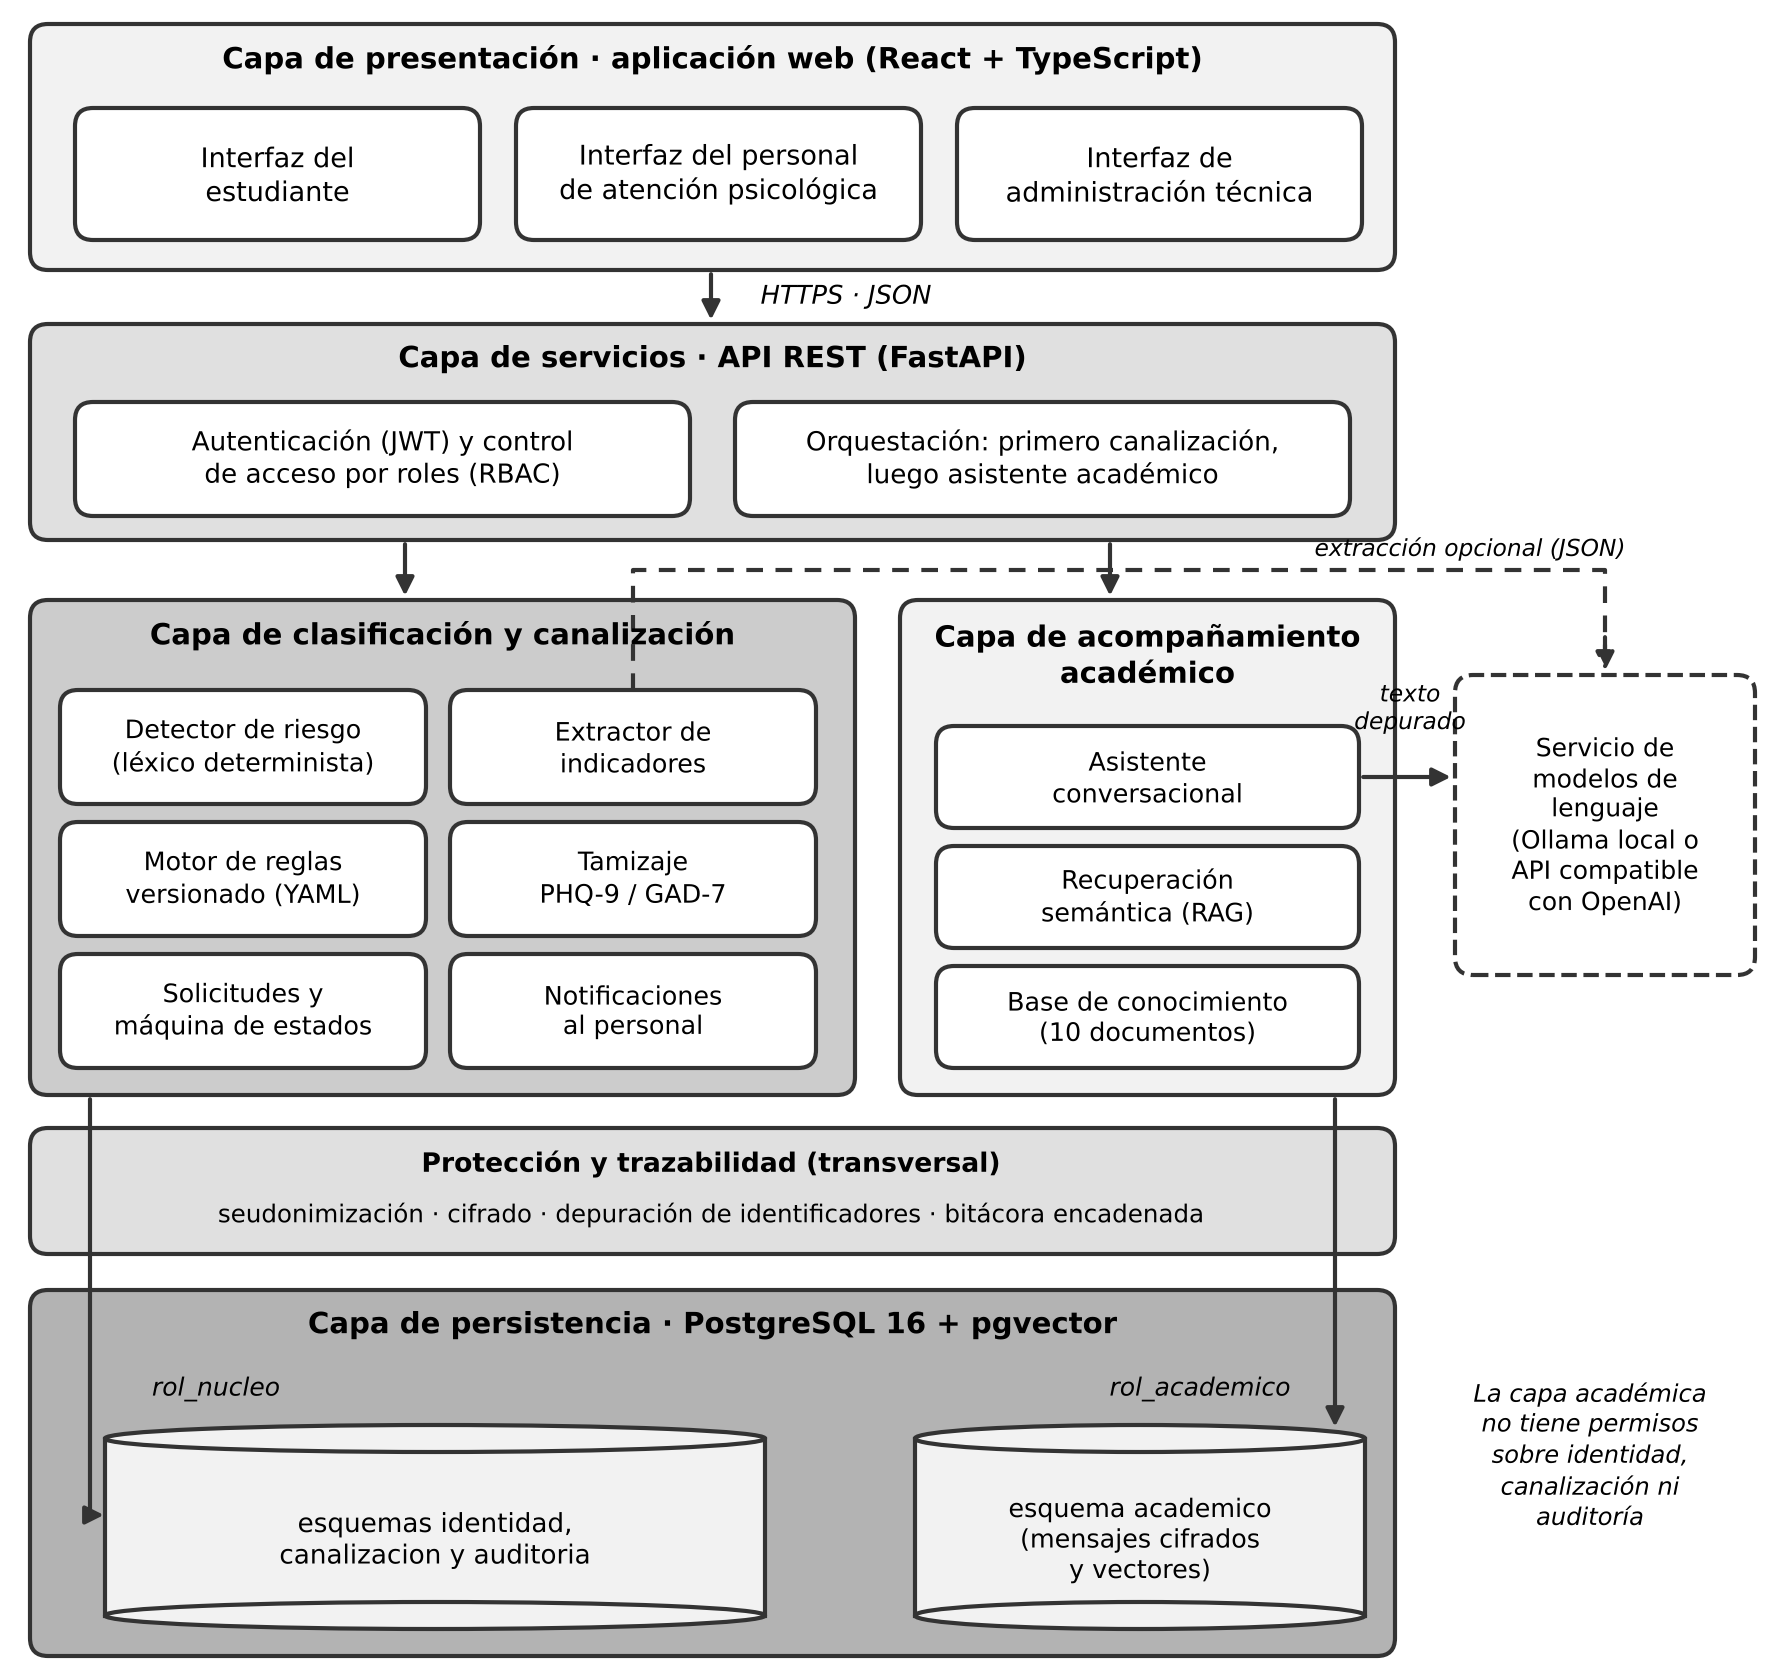 Capa de presentación · aplicación web (React + TypeScript)
Interfaz del
estudiante
Interfaz del personal
de atención psicológica
Interfaz de
administración técnica
HTTPS · JSON
Capa de servicios · API REST (FastAPI)
Autenticación (JWT) y control
de acceso por roles (RBAC)
Orquestación: primero canalización,
luego asistente académico
extracción opcional (JSON)
Capa de clasificación y canalización
Detector de riesgo
(léxico determinista)
Extractor de
indicadores
Motor de reglas
versionado (YAML)
Tamizaje
PHQ-9 / GAD-7
Solicitudes y
máquina de estados
Notificaciones
al personal
Capa de acompañamiento
académico
Asistente
conversacional
Recuperación
semántica (RAG)
Base de conocimiento
(10 documentos)
texto
depurado
Servicio de
modelos de
lenguaje
(Ollama local o
API compatible
con OpenAI)
Protección y trazabilidad (transversal)
seudonimización · cifrado · depuración de identificadores · bitácora encadenada
Capa de persistencia · PostgreSQL 16 + pgvector
rol_nucleo
esquemas identidad,
canalizacion y auditoria
rol_academico
esquema academico
(mensajes cifrados
y vectores)
La capa académica
no tiene permisos
sobre identidad,
canalización ni
auditoría